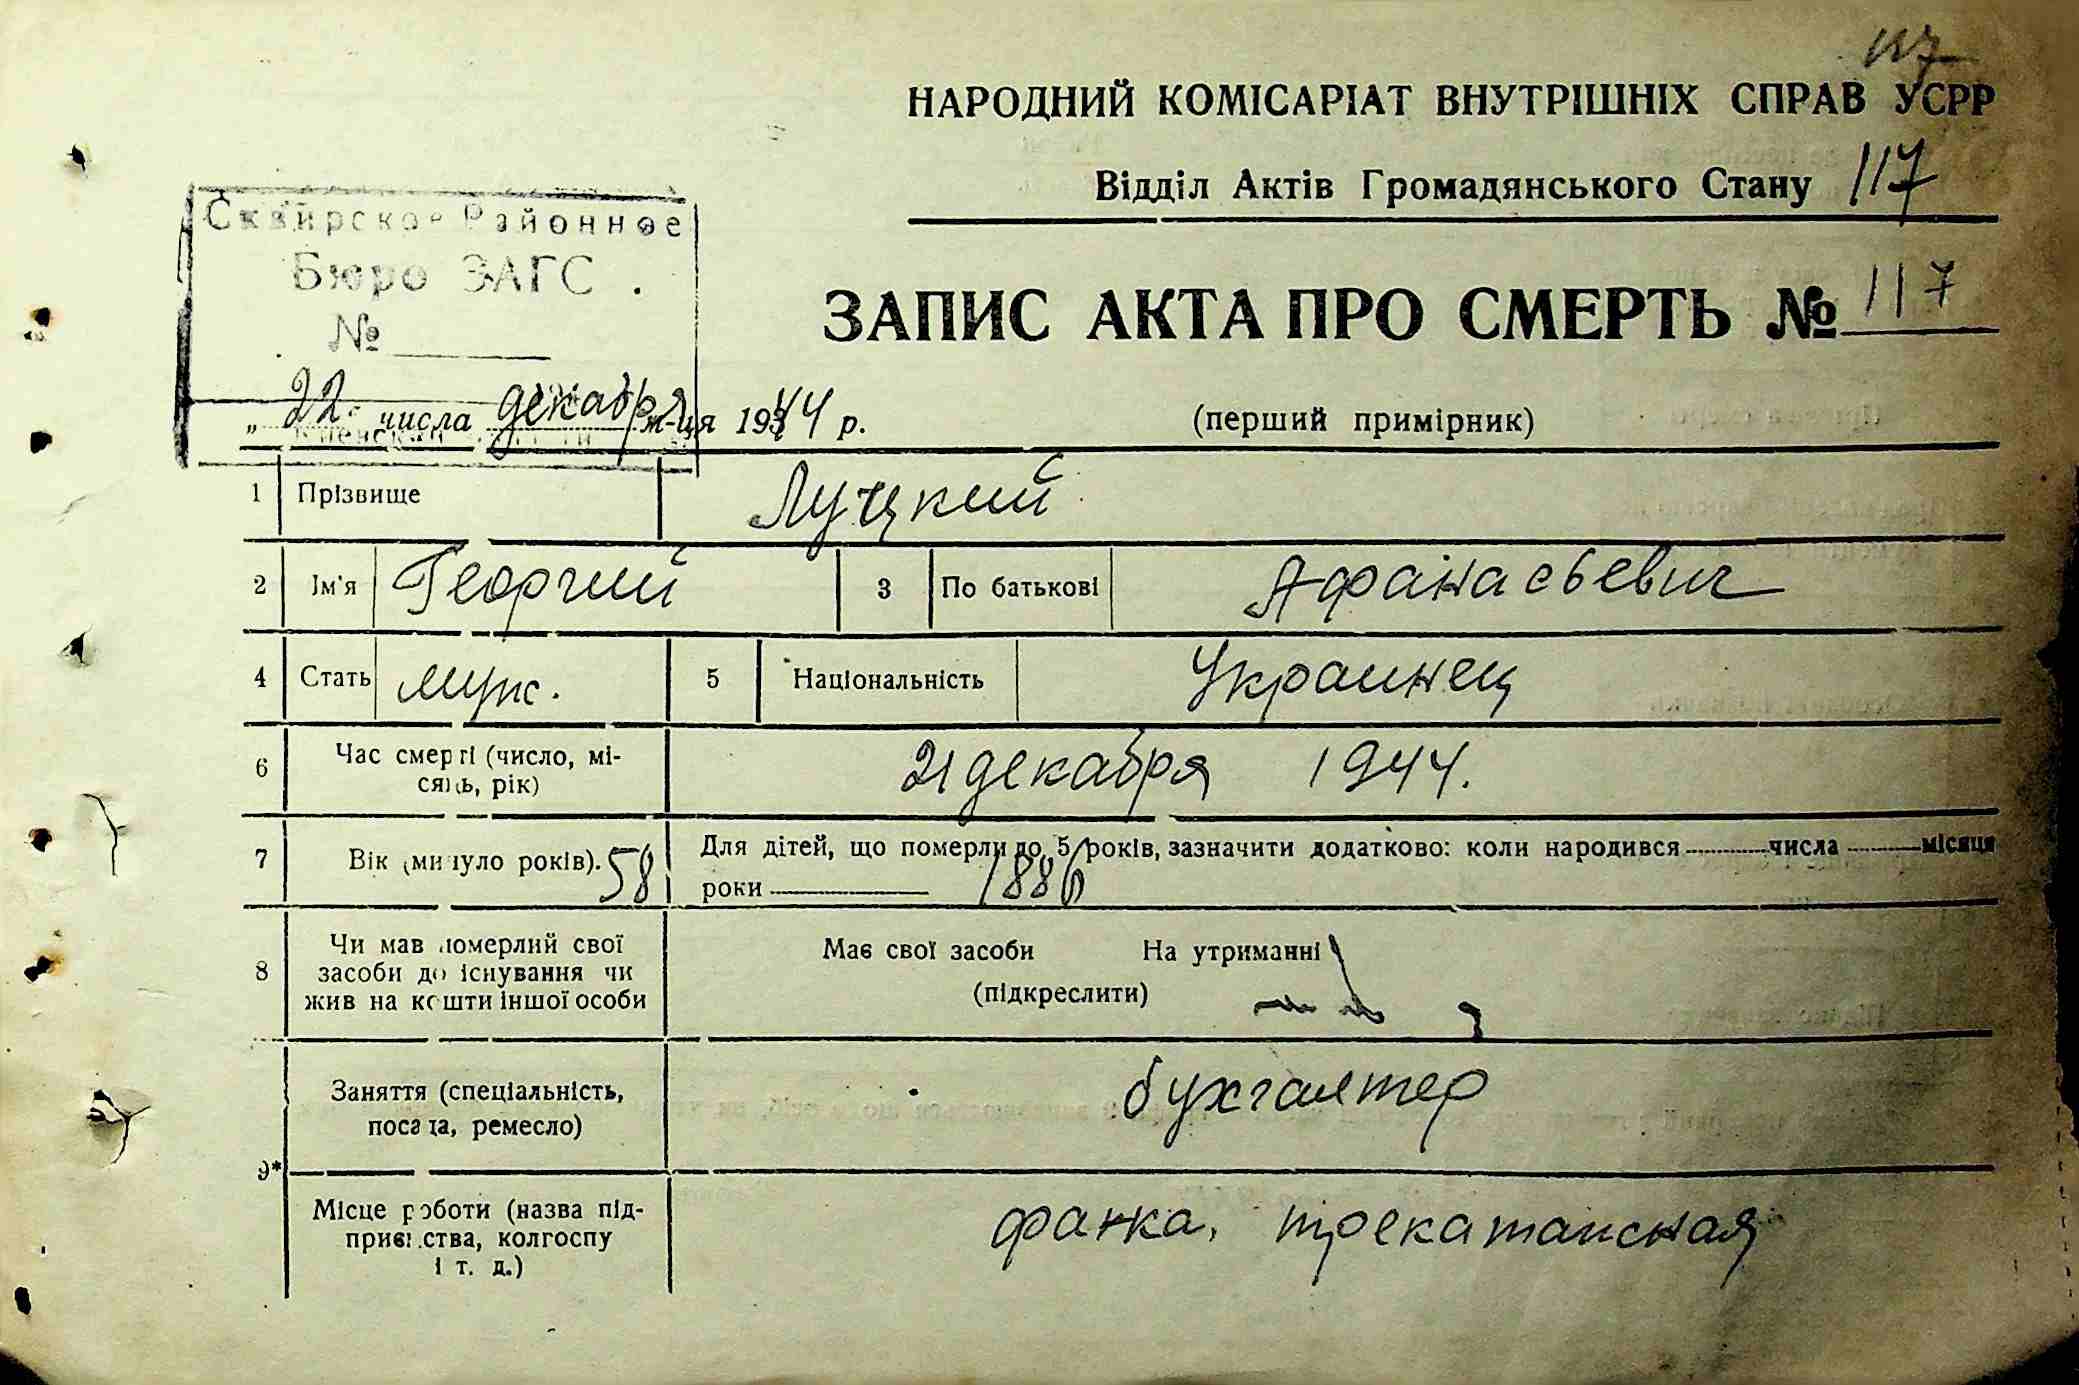 117
НАРОДНИЙ КОМІСАРІАТ ВНУТРІШНІХ СПРАВ УСРР
Відділ Актів Громадянського Стану 117
Сквирское Районное
Бюро ЗАГС
№
ЗАПИС АКТА ПРО СМЕРТЬ № 117
„ 22 числа декабря м-ця 1944 р.
(перший примірник)
1 Прізвище Луцкий
2 Ім'я Георгий 3 По батькові Афанасьевич
4 Стать муж. 5 Національність Украинец
6 Час смерті (число, мі-
сяць, рік) 21 декабря 1944.
7 Вік (минуло років). 58 Для дітей, що померли до 5 років, зазначити додатково: коли народився числа місяця
роки 1886
8 Чи мав померлий свої
засоби до існування чи
жив на кошти іншої особи
Має свої засоби На утриманні
(підкреслити)
9*
Заняття (спеціальність,
посада, ремесло) бухгалтер
Місце роботи (назва під-
приємства, колгоспу
і т. д.)